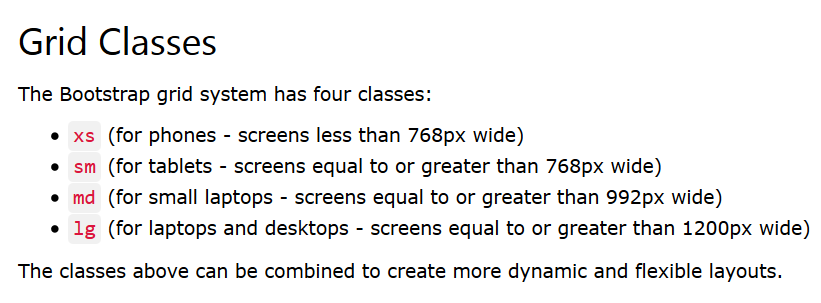 Grid Classes
The Bootstrap grid system has four classes:
• xs (for phones - screens less than 768px wide)
• sm (for tablets - screens equal to or greater than 768px wide)
• md (for small laptops - screens equal to or greater than 992px wide)
• lg (for laptops and desktops - screens equal to or greater than 1200px wide)
The classes above can be combined to create more dynamic and flexible layouts.